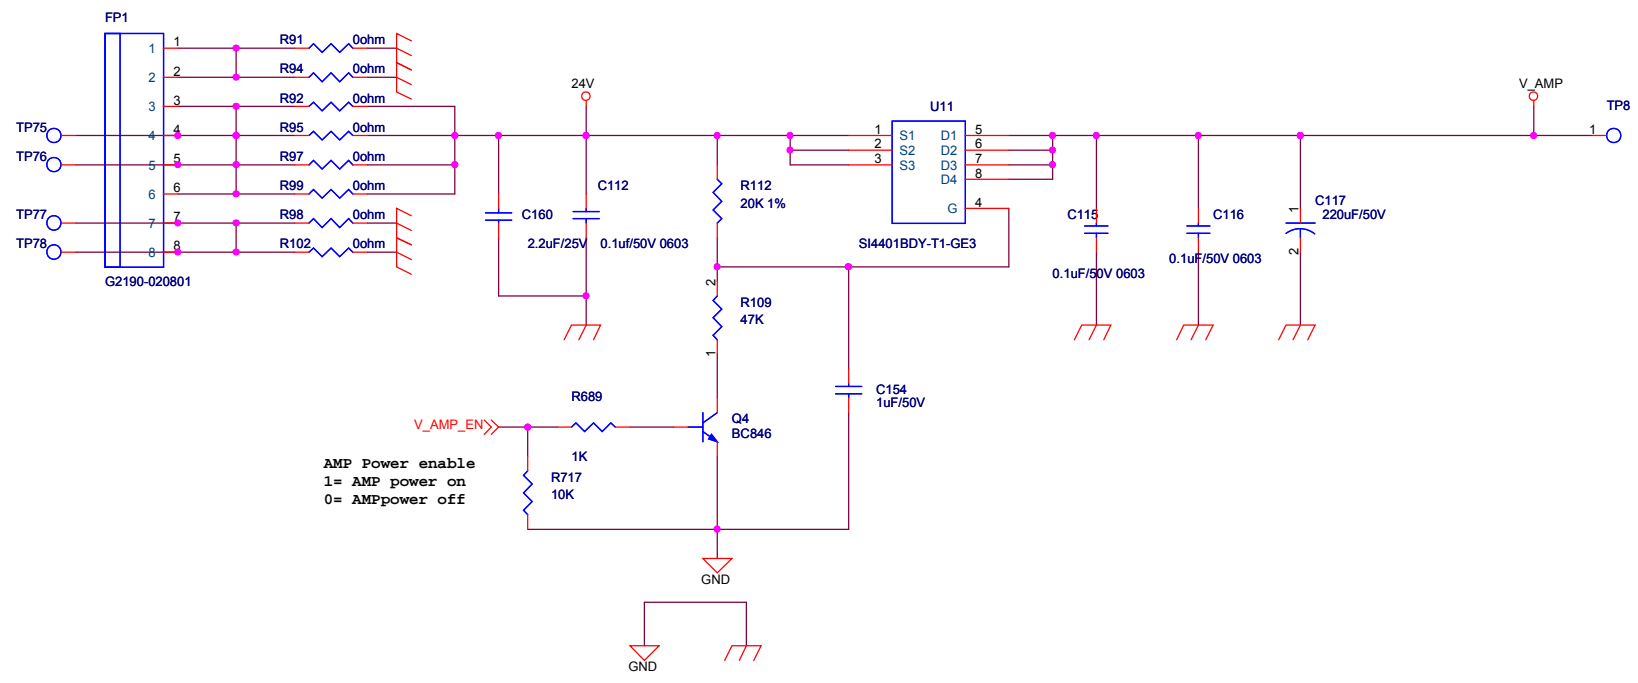 FP1
1 1 R91 0ohm
2 2 R94 0ohm
3 3 R92 0ohm
TP75 4 4 R95 0ohm
TP76 5 5 R97 0ohm
6 6 R99 0ohm
TP77 7 7 R98 0ohm
TP78 8 8 R102 0ohm
G2190-020801
24V
C160
2.2uF/25V
C112
0.1uf/50V 0603
R112
20K 1%
U11
1 S1 D1 5
2 S2 D2 6
3 S3 D3 7
D4 8
G 4
SI4401BDY-T1-GE3
V_AMP
1 TP8
C115
0.1uF/50V 0603
C116
0.1uF/50V 0603
C117
220uF/50V
1
2
2
R109
47K
1
C154
1uF/50V
V_AMP_EN
R689
1K
Q4
BC846
R717
10K
AMP Power enable
1= AMP power on
0= AMPpower off
GND
GND